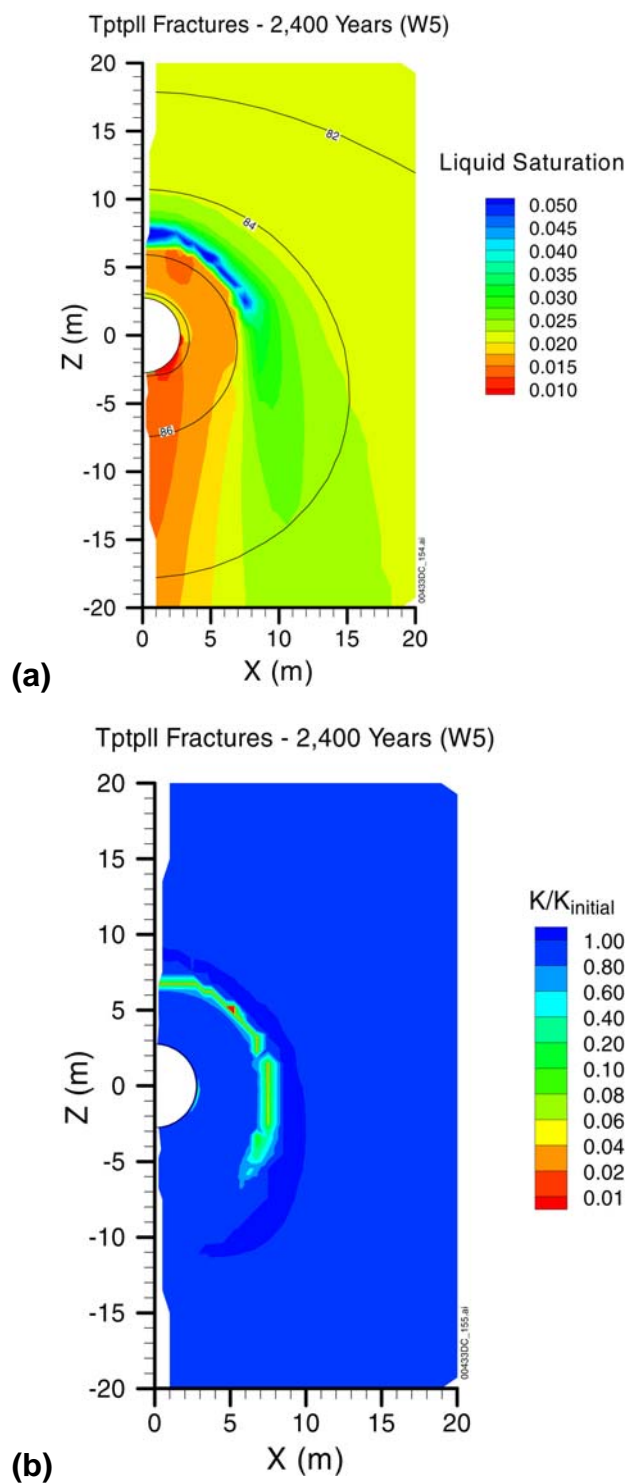 Tptpll Fractures - 2,400 Years (W5)
20
15
10
5
0
-5
-10
-15
-20
Z (m)
0 5 10 15 20
X (m)
82
84
86
Liquid Saturation
0.050
0.045
0.040
0.035
0.030
0.025
0.020
0.015
0.010
00433DC_154.ai
(a)
Tptpll Fractures - 2,400 Years (W5)
20
15
10
5
0
-5
-10
-15
-20
Z (m)
0 5 10 15 20
X (m)
K/Kinitial
1.00
0.80
0.60
0.40
0.20
0.10
0.08
0.06
0.04
0.02
0.01
00433DC_155.ai
(b)